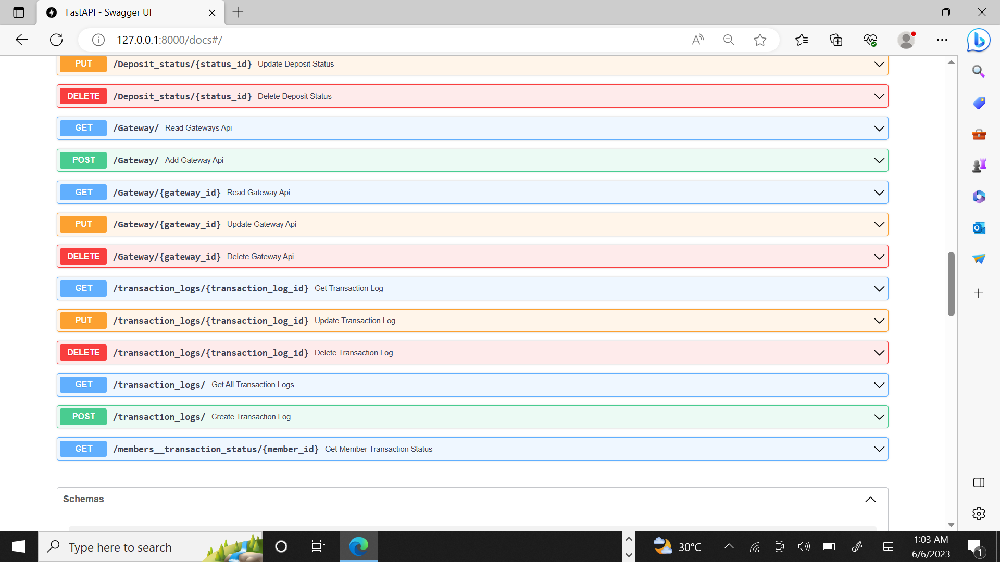 FastAPI - Swagger UI
127.0.0.1:8000/docs#/
PUT /Deposit_status/{status_id} Update Deposit Status
DELETE /Deposit_status/{status_id} Delete Deposit Status
GET /Gateway/ Read Gateways Api
POST /Gateway/ Add Gateway Api
GET /Gateway/{gateway_id} Read Gateway Api
PUT /Gateway/{gateway_id} Update Gateway Api
DELETE /Gateway/{gateway_id} Delete Gateway Api
GET /transaction_logs/{transaction_log_id} Get Transaction Log
PUT /transaction_logs/{transaction_log_id} Update Transaction Log
DELETE /transaction_logs/{transaction_log_id} Delete Transaction Log
GET /transaction_logs/ Get All Transaction Logs
POST /transaction_logs/ Create Transaction Log
GET /members__transaction_status/{member_id} Get Member Transaction Status
Schemas
Type here to search
30°C
1:03 AM
6/6/2023
1